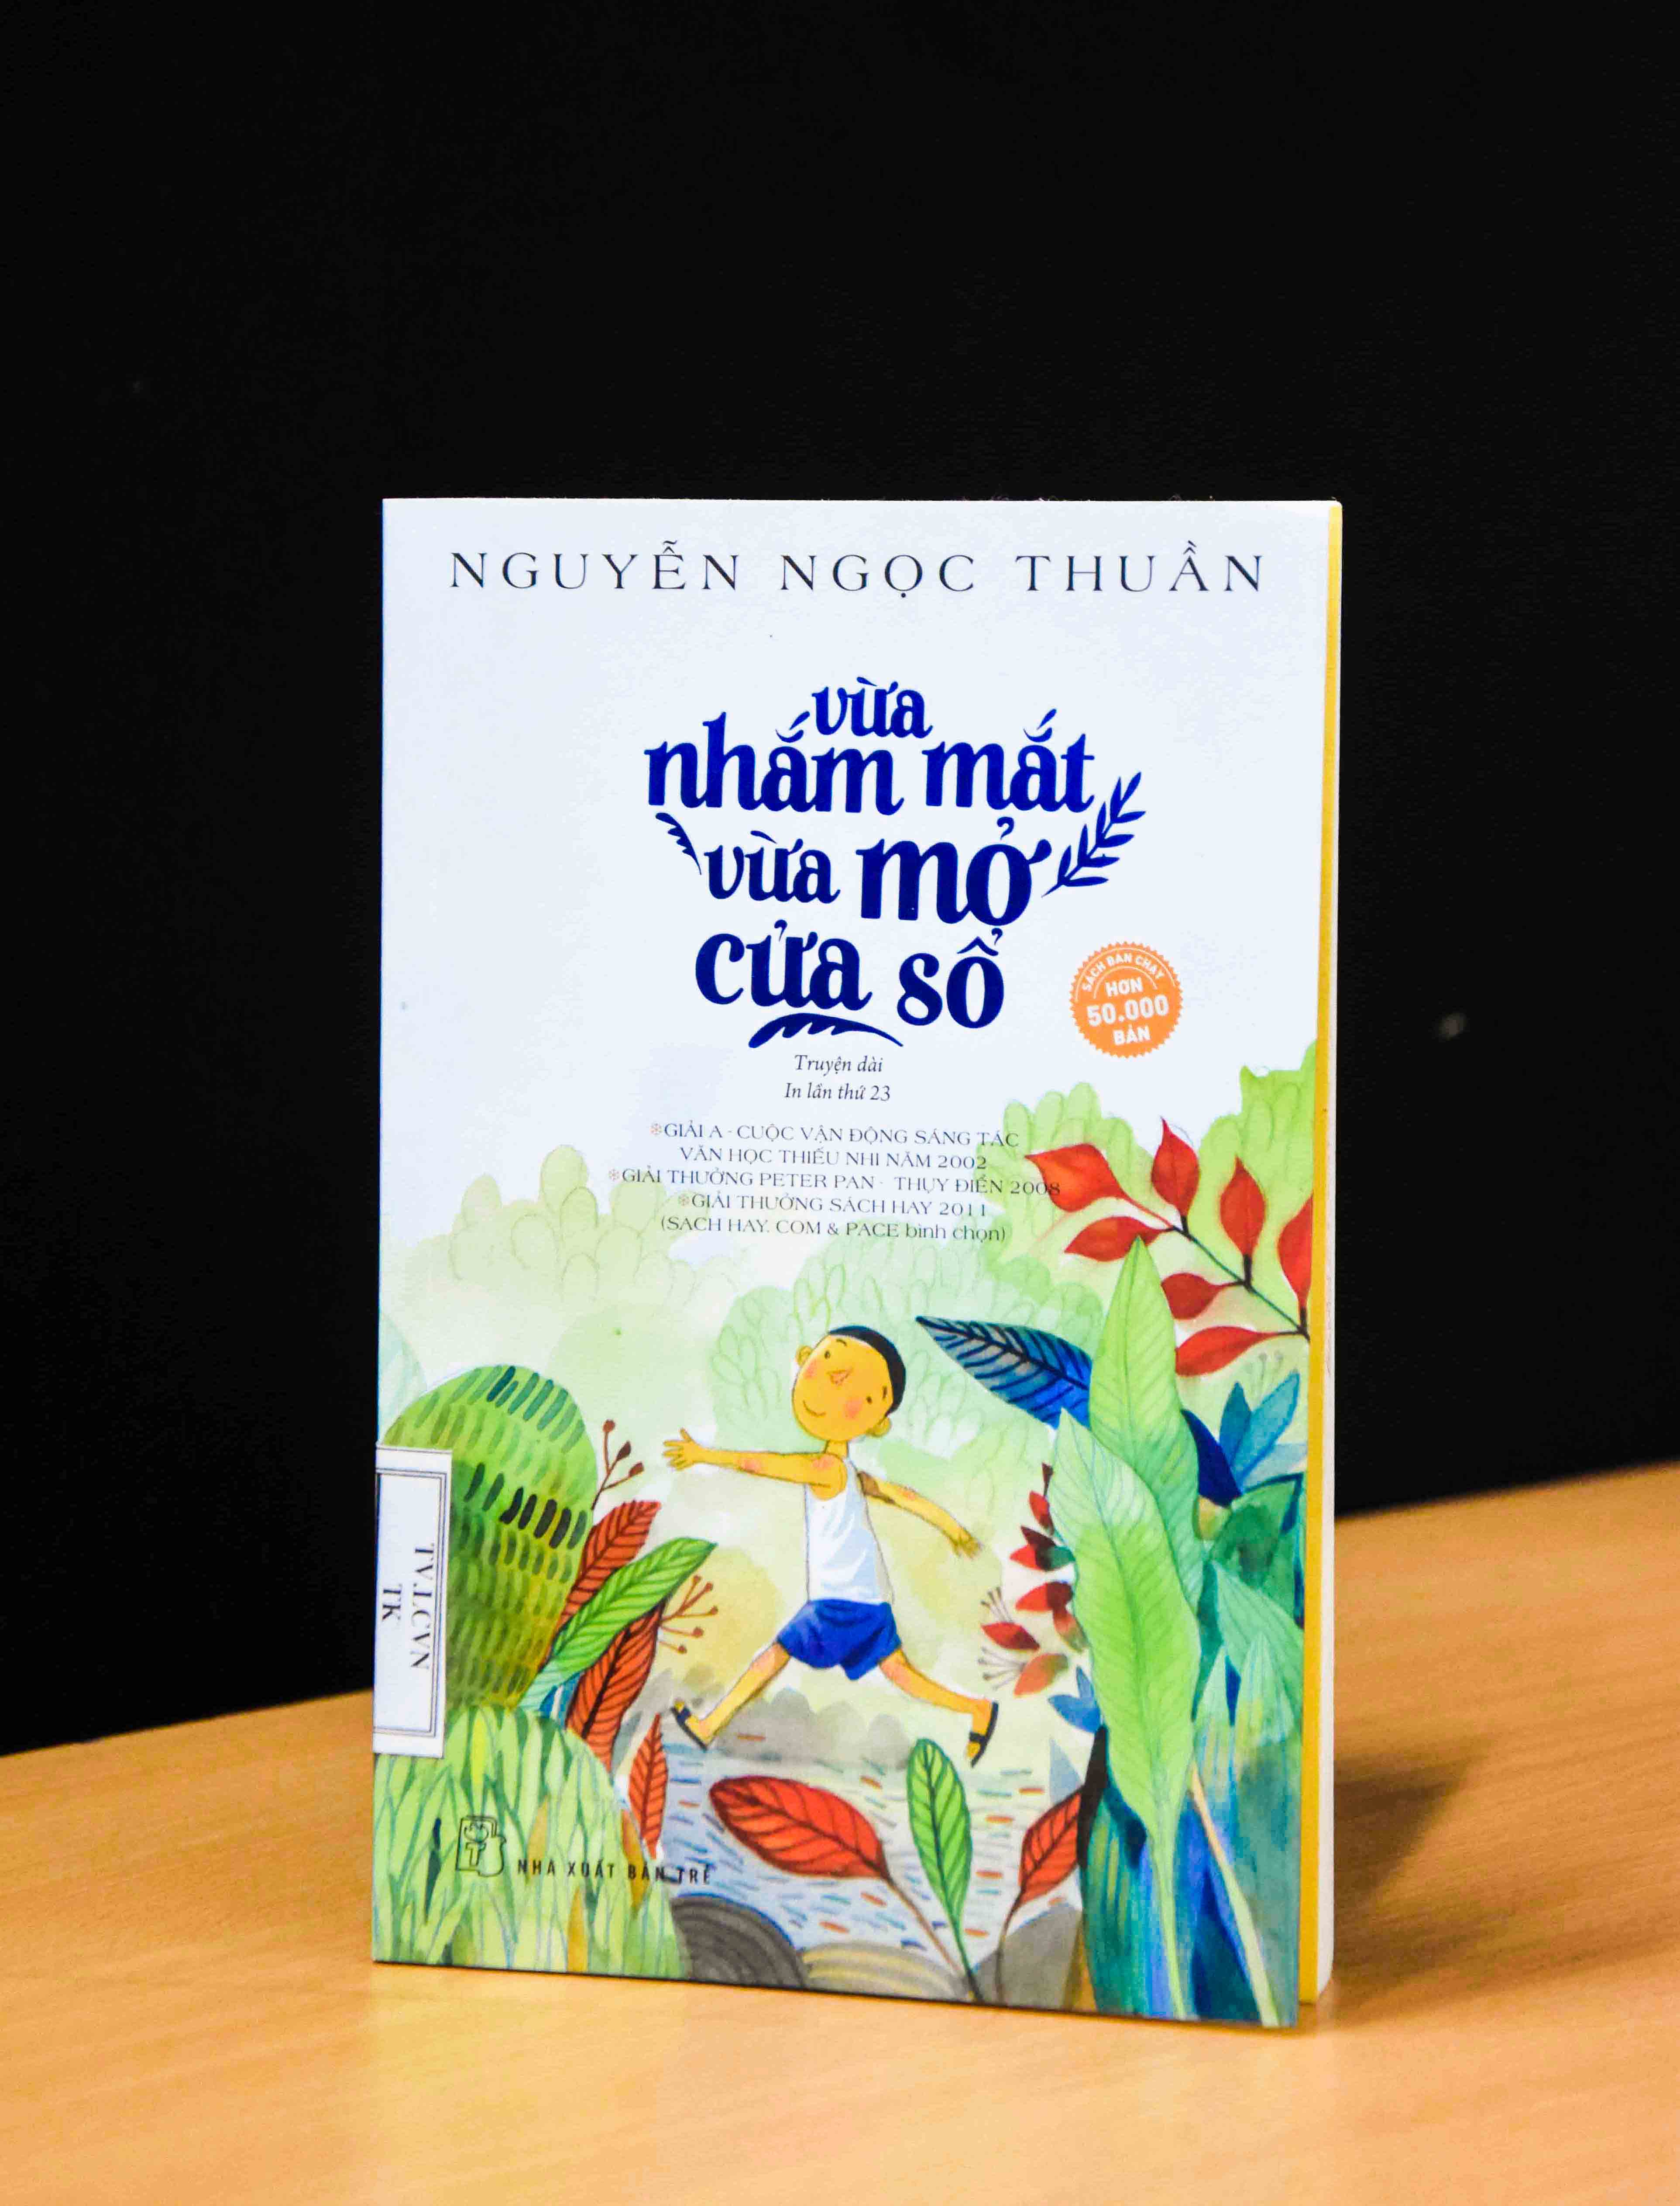 NGUYỄN NGỌC THUẦN
vừa
nhắm mắt
vừa mở
cửa sổ
SÁCH BÁN CHẠY
HƠN
50.000
BẢN
Truyện dài
In lần thứ 23
GIẢI A - CUỘC VẬN ĐỘNG SÁNG TÁC
VĂN HỌC THIẾU NHI NĂM 2002
GIẢI THƯỞNG PETER PAN - THỤY ĐIỂN 2008
GIẢI THƯỞNG SÁCH HAY 2011
(SACH HAY. COM & PACE bình chọn)
TV.LCVN
TK
NHÀ XUẤT BẢN TRẺ